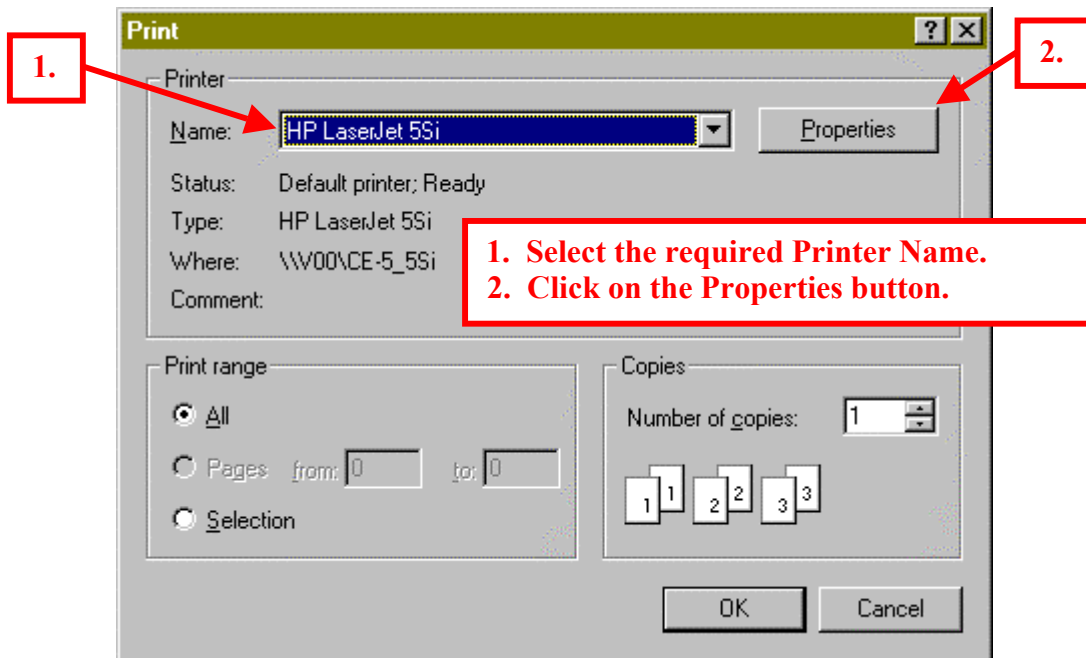 Print
1.
2.
Printer
Name: HP LaserJet 5Si Properties
Status: Default printer; Ready
Type: HP LaserJet 5Si
Where: \\V00\CE-5_5Si
Comment:
1. Select the required Printer Name.
2. Click on the Properties button.
Print range
All
Pages from: 0 to: 0
Selection
Copies
Number of copies: 1
1 1 2 2 3 3
OK Cancel